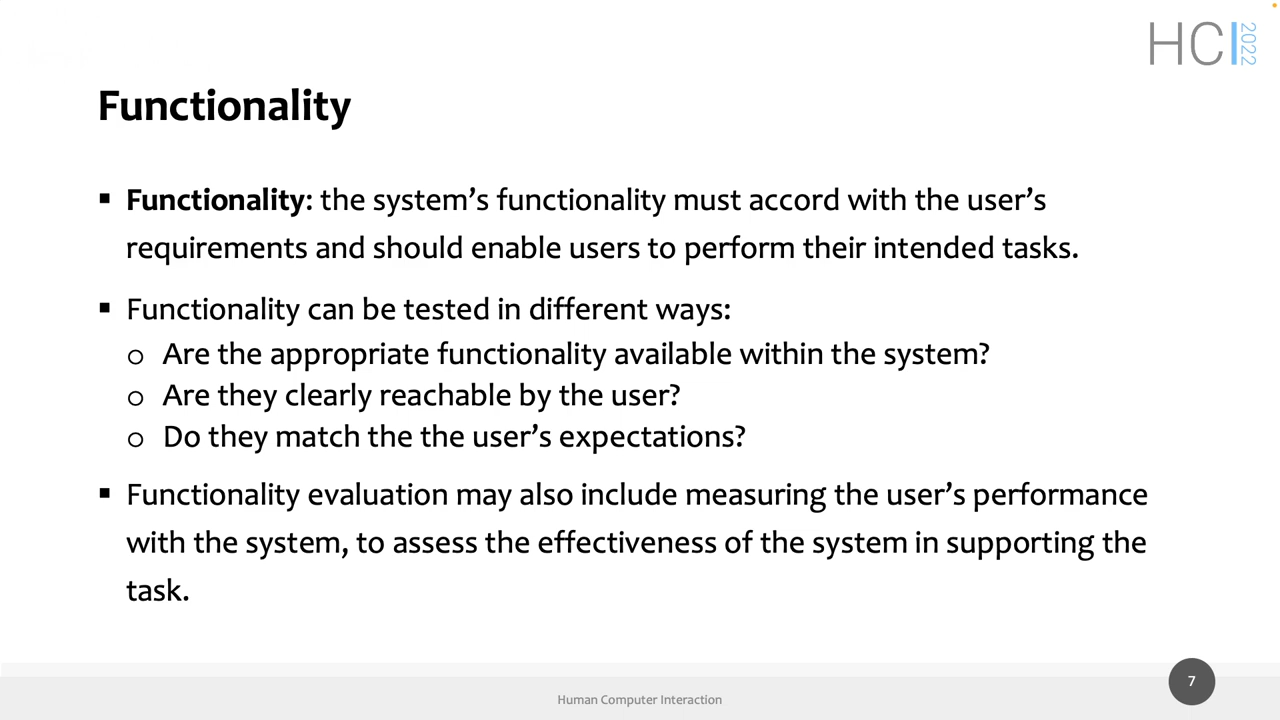 HCI 2022
Functionality
▪ Functionality: the system’s functionality must accord with the user’s
requirements and should enable users to perform their intended tasks.
▪ Functionality can be tested in different ways:
o Are the appropriate functionality available within the system?
o Are they clearly reachable by the user?
o Do they match the the user’s expectations?
▪ Functionality evaluation may also include measuring the user’s performance
with the system, to assess the effectiveness of the system in supporting the
task.
Human Computer Interaction
7